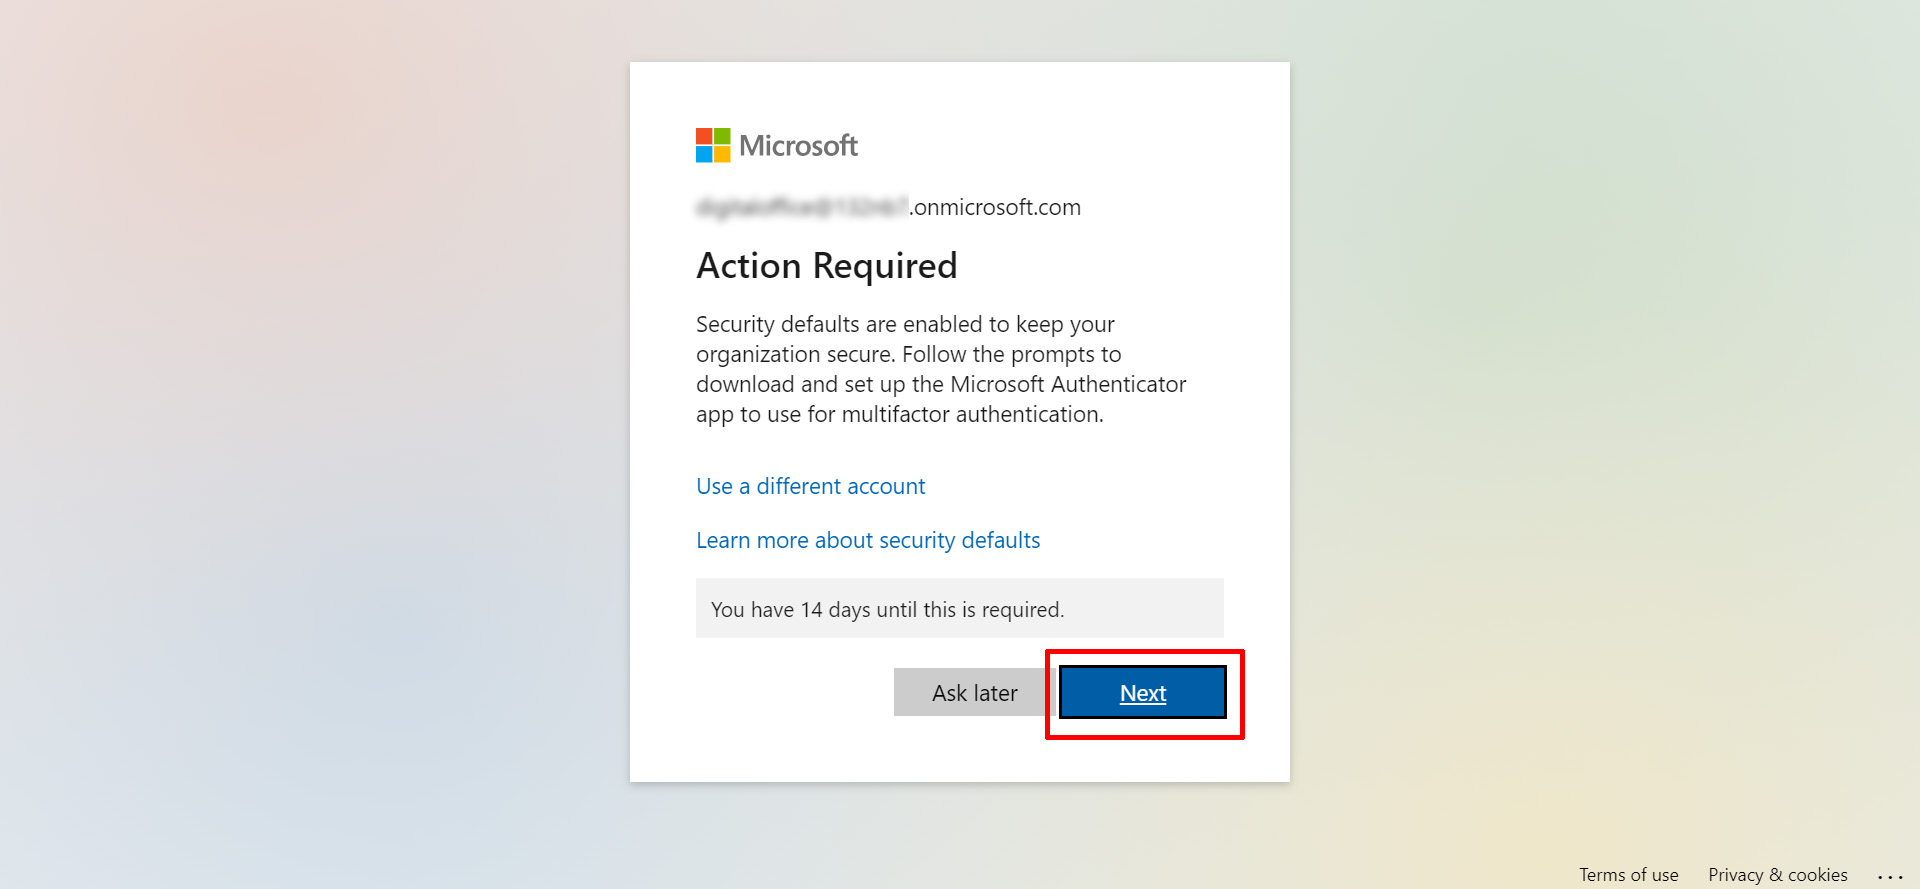 Microsoft
.onmicrosoft.com
Action Required
Security defaults are enabled to keep your
organization secure. Follow the prompts to
download and set up the Microsoft Authenticator
app to use for multifactor authentication.
Use a different account
Learn more about security defaults
You have 14 days until this is required.
Ask later
Next
Terms of use
Privacy & cookies
...